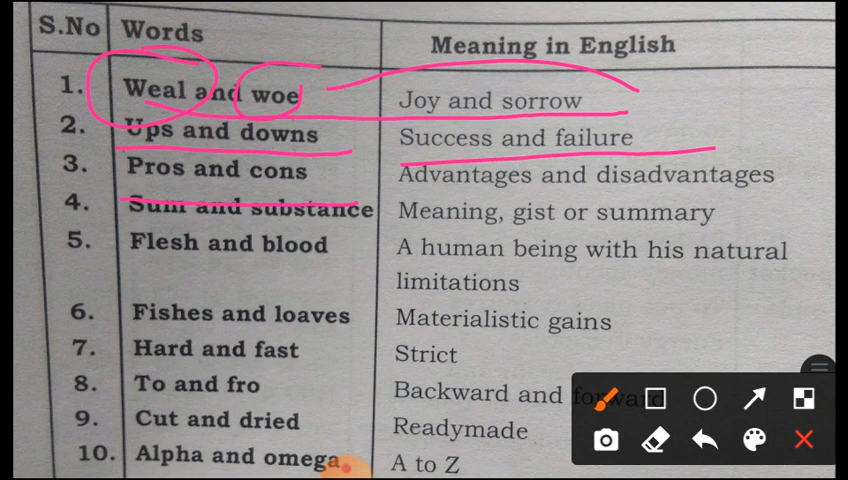 S.No Words Meaning in English
1. Weal and woe Joy and sorrow
2. Ups and downs Success and failure
3. Pros and cons Advantages and disadvantages
4. Sum and substance Meaning, gist or summary
5. Flesh and blood A human being with his natural
limitations
6. Fishes and loaves Materialistic gains
7. Hard and fast Strict
8. To and fro Backward and forward
9. Cut and dried Readymade
10. Alpha and omega A to Z